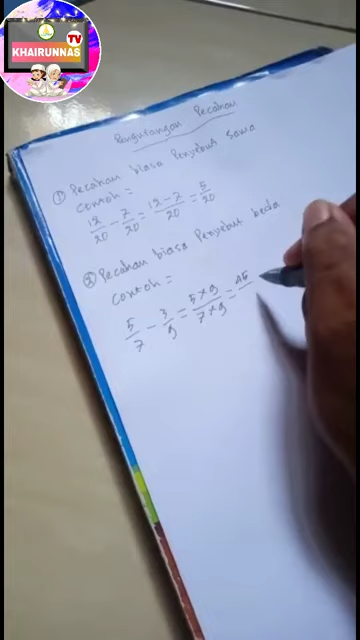 KHAIRUNNAS TV
Pengurangan Pecahan
① Pecahan biasa Penyebut sama
Contoh =
12/20 - 7/20 = 12-7/20 = 5/20
② Pecahan biasa Penyebut beda
Contoh =
5/7 - 3/9 = 5×9/7×9 = 45